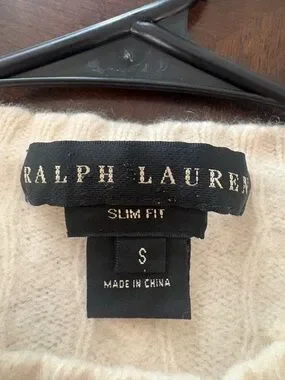 RALPH LAUREN
SLIM FIT
S
MADE IN CHINA